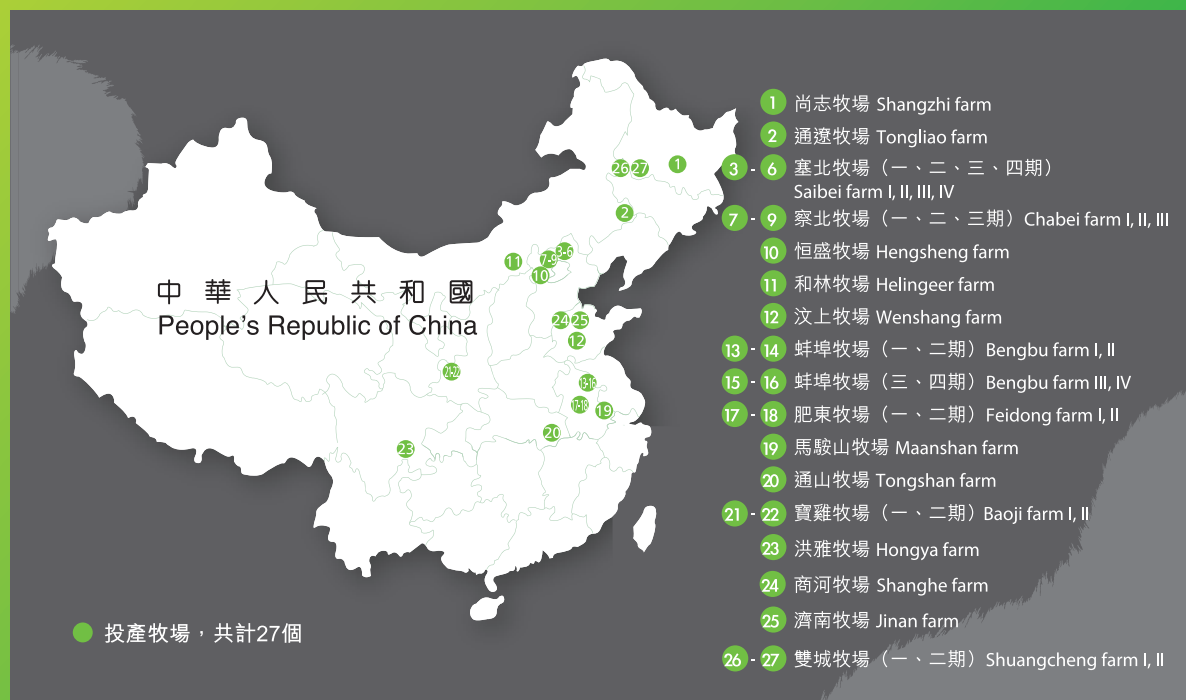 26 27 1
2
3-6
11 7-9
10
中華人民共和國
People's Republic of China
24 25
12
21-22
13-16
17-18 19
20
23
投產牧場，共計27個
1 尚志牧場 Shangzhi farm
2 通遼牧場 Tongliao farm
3 - 6 塞北牧場（一、二、三、四期）
Saibei farm I, II, III, IV
7 - 9 察北牧場（一、二、三期）Chabei farm I, II, III
10 恒盛牧場 Hengsheng farm
11 和林牧場 Helingeer farm
12 汶上牧場 Wenshang farm
13 - 14 蚌埠牧場（一、二期）Bengbu farm I, II
15 - 16 蚌埠牧場（三、四期）Bengbu farm III, IV
17 - 18 肥東牧場（一、二期）Feidong farm I, II
19 馬鞍山牧場 Maanshan farm
20 通山牧場 Tongshan farm
21 - 22 寶雞牧場（一、二期）Baoji farm I, II
23 洪雅牧場 Hongya farm
24 商河牧場 Shanghe farm
25 濟南牧場 Jinan farm
26 - 27 雙城牧場（一、二期）Shuangcheng farm I, II